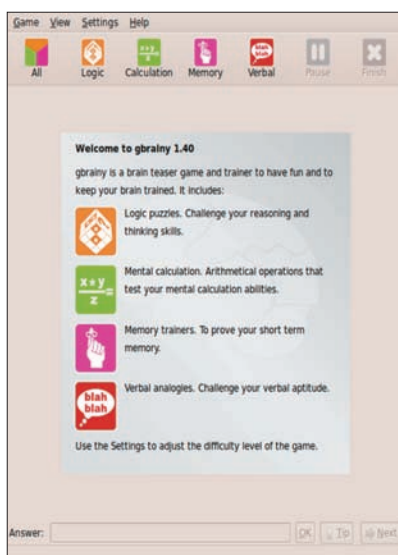 Game View Settings Help
All Logic Calculation Memory Verbal Pause Finish
Welcome to gbrainy 1.40
gbrainy is a brain teaser game and trainer to have fun and to
keep your brain trained. It includes:
Logic puzzles. Challenge your reasoning and
thinking skills.
x*y
z =
Mental calculation. Arithmetical operations that
test your mental calculation abilities.
Memory trainers. To prove your short term
memory.
blah
blah
Verbal analogies. Challenge your verbal aptitude.
Use the Settings to adjust the difficulty level of the game.
Answer: OK Tip Next